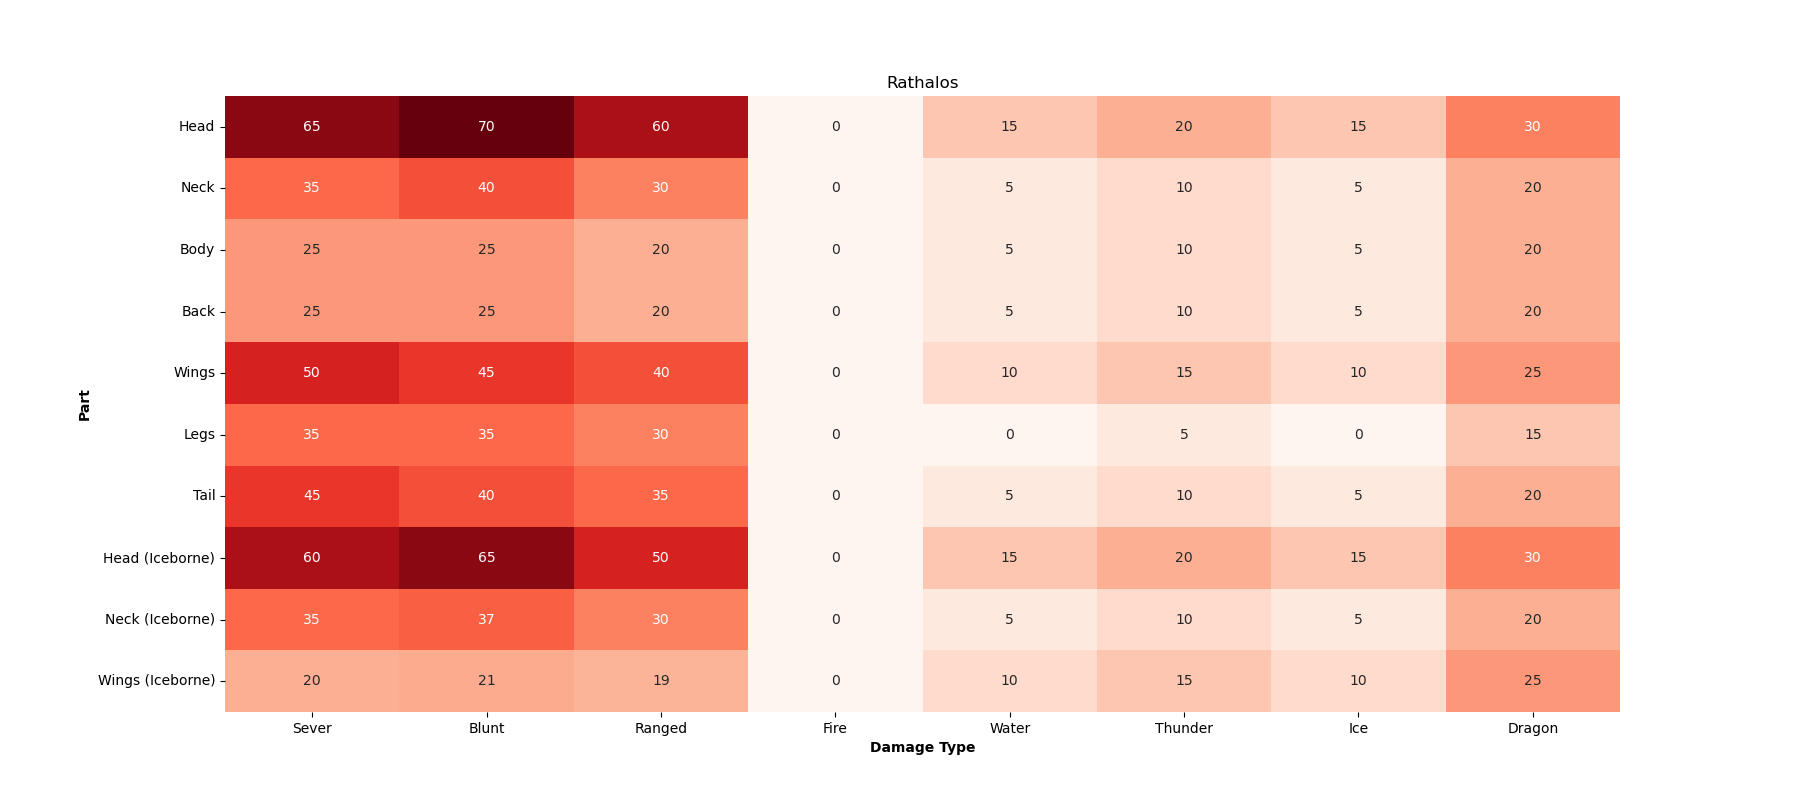 Rathalos
Part
Head 65 70 60 0 15 20 15 30
Neck 35 40 30 0 5 10 5 20
Body 25 25 20 0 5 10 5 20
Back 25 25 20 0 5 10 5 20
Wings 50 45 40 0 10 15 10 25
Legs 35 35 30 0 0 5 0 15
Tail 45 40 35 0 5 10 5 20
Head (Iceborne) 60 65 50 0 15 20 15 30
Neck (Iceborne) 35 37 30 0 5 10 5 20
Wings (Iceborne) 20 21 19 0 10 15 10 25
Sever Blunt Ranged Fire Water Thunder Ice Dragon
Damage Type